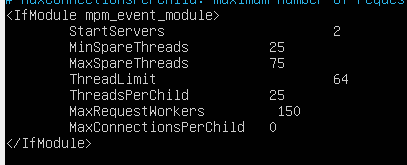 # MaxConnectionsPerChild: maximum number of reques
<IfModule mpm_event_module>
StartServers 2
MinSpareThreads 25
MaxSpareThreads 75
ThreadLimit 64
ThreadsPerChild 25
MaxRequestWorkers 150
MaxConnectionsPerChild 0
</IfModule>